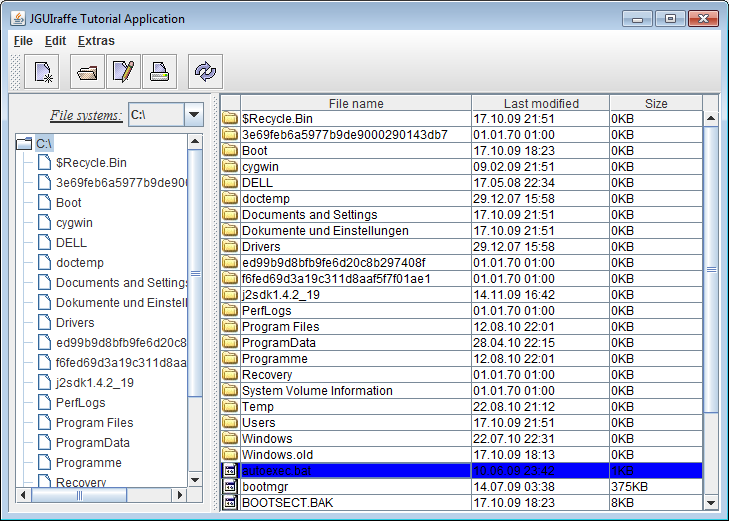 JGUIraffe Tutorial Application
File Edit Extras
File systems: C:\
C:\
$Recycle.Bin
3e69feb6a5977b9de90
Boot
cygwin
DELL
doctemp
Documents and Setting
Dokumente und Einstell
Drivers
ed99b9d8bfb9fe6d20c8
f6fed69d3a19c311d8aa
j2sdk1.4.2_19
PerfLogs
Program Files
ProgramData
Programme
Recovery
File name Last modified Size
$Recycle.Bin 17.10.09 21:51 0KB
3e69feb6a5977b9de9000290143db7 01.01.70 01:00 0KB
Boot 17.10.09 18:23 0KB
cygwin 09.02.09 21:51 0KB
DELL 17.05.08 22:34 0KB
doctemp 29.12.07 15:58 0KB
Documents and Settings 17.10.09 21:51 0KB
Dokumente und Einstellungen 17.10.09 21:51 0KB
Drivers 29.12.07 15:58 0KB
ed99b9d8bfb9fe6d20c8b297408f 01.01.70 01:00 0KB
f6fed69d3a19c311d8aaf5f7f01ae1 01.01.70 01:00 0KB
j2sdk1.4.2_19 14.11.09 16:42 0KB
PerfLogs 01.01.70 01:00 0KB
Program Files 12.08.10 22:01 0KB
ProgramData 28.04.10 22:15 0KB
Programme 12.08.10 22:01 0KB
Recovery 01.01.70 01:00 0KB
System Volume Information 01.01.70 01:00 0KB
Temp 22.08.10 21:12 0KB
Users 17.10.09 21:51 0KB
Windows 22.07.10 22:31 0KB
Windows.old 17.10.09 18:13 0KB
autoexec.bat 10.06.09 23:42 1KB
bootmgr 14.07.09 03:38 375KB
BOOTSECT.BAK 17.10.09 18:23 8KB